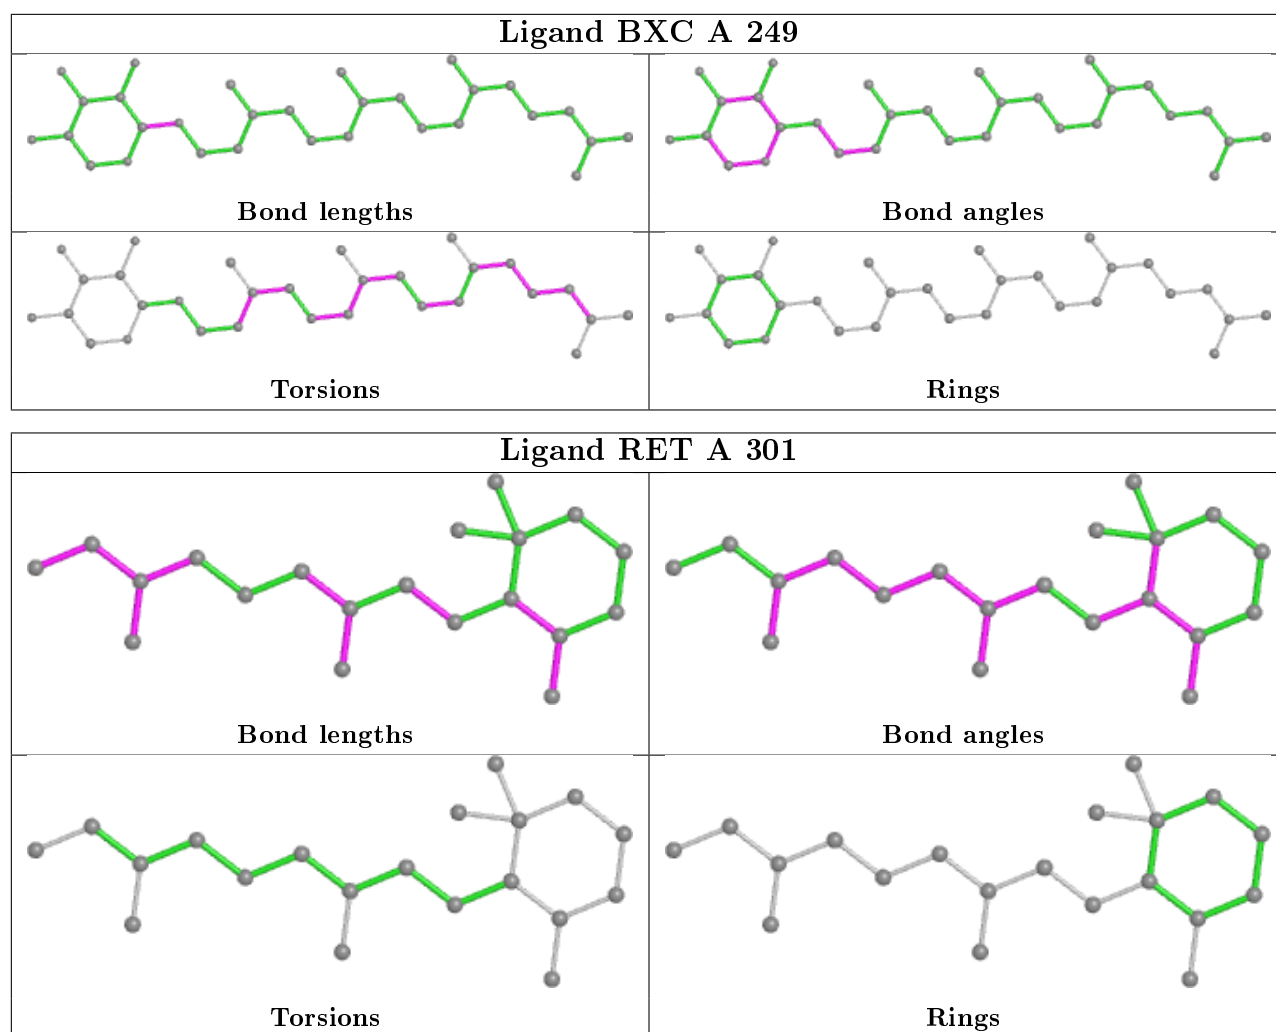 Ligand BXC A 249
Bond lengths
Bond angles
Torsions
Rings
Ligand RET A 301
Bond lengths
Bond angles
Torsions
Rings